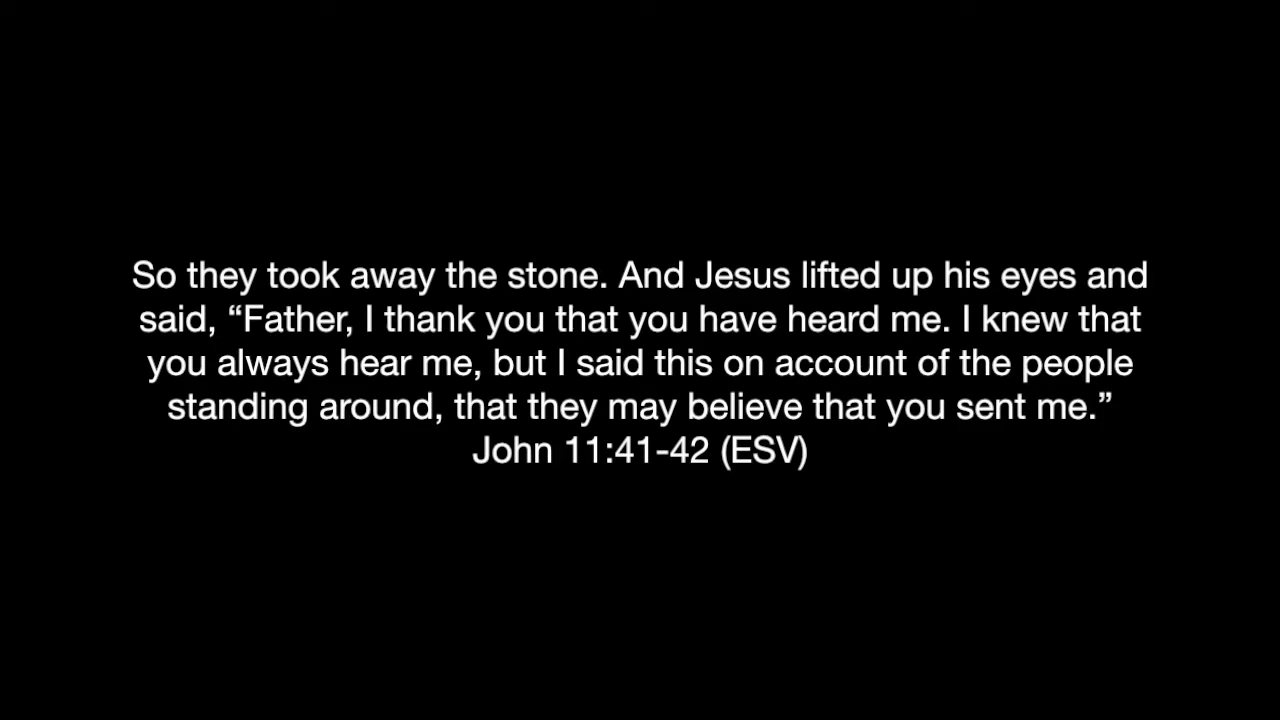 So they took away the stone. And Jesus lifted up his eyes and
said, “Father, I thank you that you have heard me. I knew that
you always hear me, but I said this on account of the people
standing around, that they may believe that you sent me.”
John 11:41-42 (ESV)